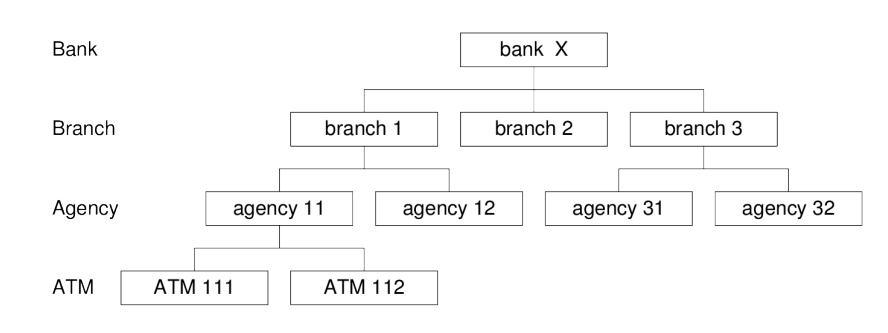 Bank bank X
Branch branch 1 branch 2 branch 3
Agency agency 11 agency 12 agency 31 agency 32
ATM ATM 111 ATM 112